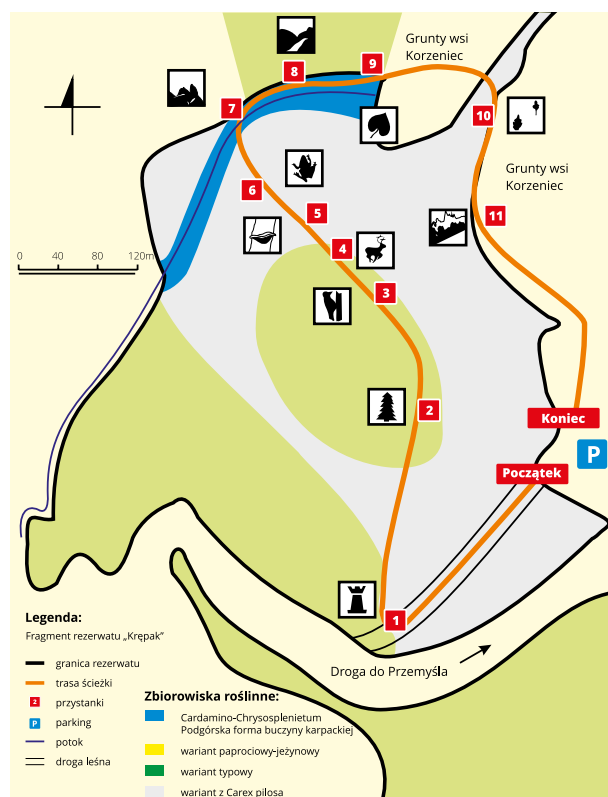 Grunty wsi
Korzeniec
9
8
7
10
Grunty wsi
Korzeniec
6
5
11
4
0 40 80 120m
3
2
Koniec
P
Początek
1
Legenda:
Fragment rezerwatu „Krępak”
granica rezerwatu
trasa ścieżki
2 przystanki
P parking
potok
droga leśna
Droga do Przemyśla
Zbiorowiska roślinne:
Cardamino-Chrysosplenietum
Podgórska forma buczyny karpackiej
wariant paprociowy-jeżynowy
wariant typowy
wariant z Carex pilosa